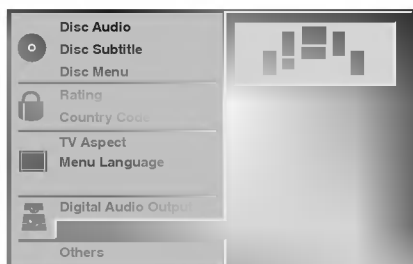 Disc Audio
Disc Subtitle
Disc Menu
Rating
Country Code
TV Aspect
Menu Language
Digital Audio Output
Others